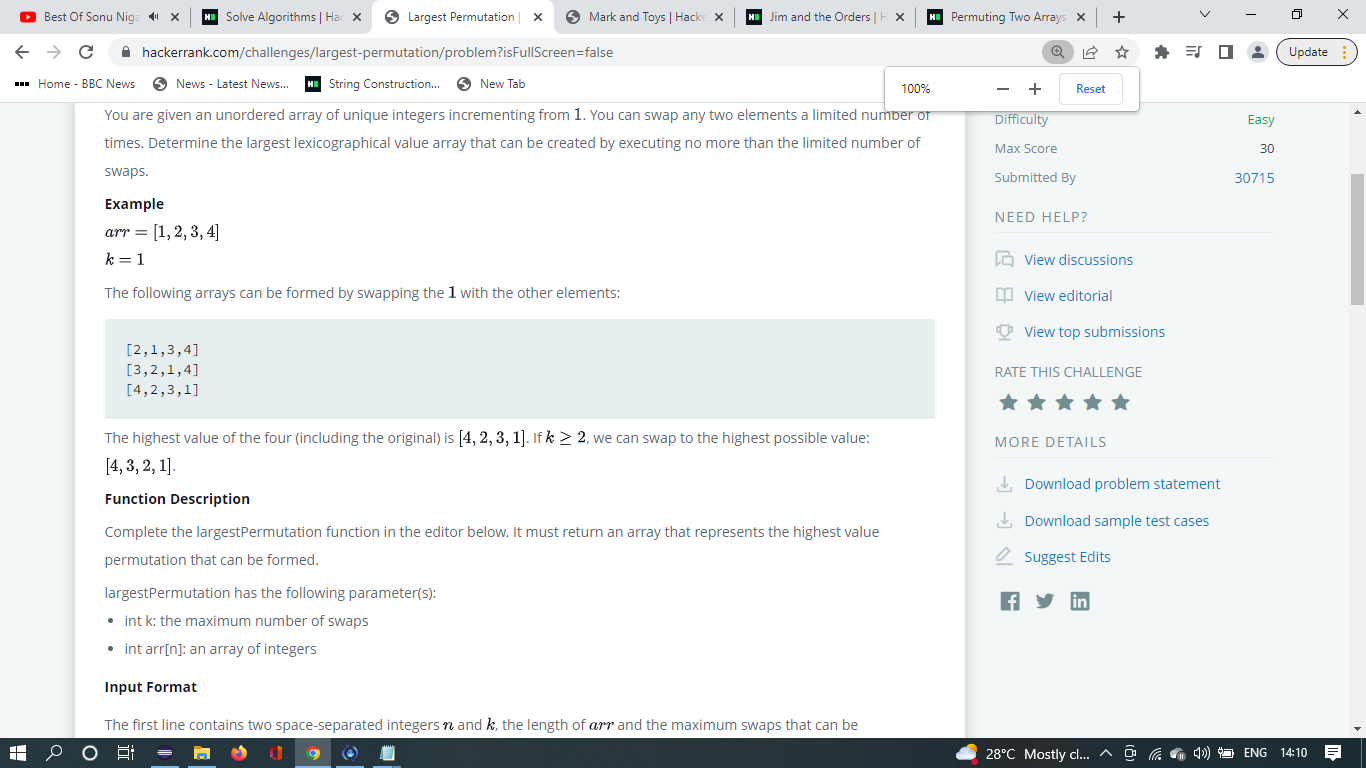 Best Of Sonu Niga
Solve Algorithms | Hac
Largest Permutation |
Mark and Toys | Hacke
Jim and the Orders | H
Permuting Two Arrays
hackerrank.com/challenges/largest-permutation/problem?isFullScreen=false
Update
Home - BBC News
News - Latest News...
String Construction...
New Tab
100%
Reset
You are given an unordered array of unique integers incrementing from 1. You can swap any two elements a limited number of
times. Determine the largest lexicographical value array that can be created by executing no more than the limited number of
swaps.
Example
arr = [1, 2, 3, 4]
k = 1
The following arrays can be formed by swapping the 1 with the other elements:
[2,1,3,4]
[3,2,1,4]
[4,2,3,1]
The highest value of the four (including the original) is [4, 2, 3, 1]. If k ≥ 2, we can swap to the highest possible value:
[4, 3, 2, 1].
Function Description
Complete the largestPermutation function in the editor below. It must return an array that represents the highest value
permutation that can be formed.
largestPermutation has the following parameter(s):
• int k: the maximum number of swaps
• int arr[n]: an array of integers
Input Format
The first line contains two space-separated integers n and k, the length of arr and the maximum swaps that can be
Difficulty Easy
Max Score 30
Submitted By 30715
NEED HELP?
View discussions
View editorial
View top submissions
RATE THIS CHALLENGE
MORE DETAILS
Download problem statement
Download sample test cases
Suggest Edits
28°C Mostly cl...
ENG
14:10